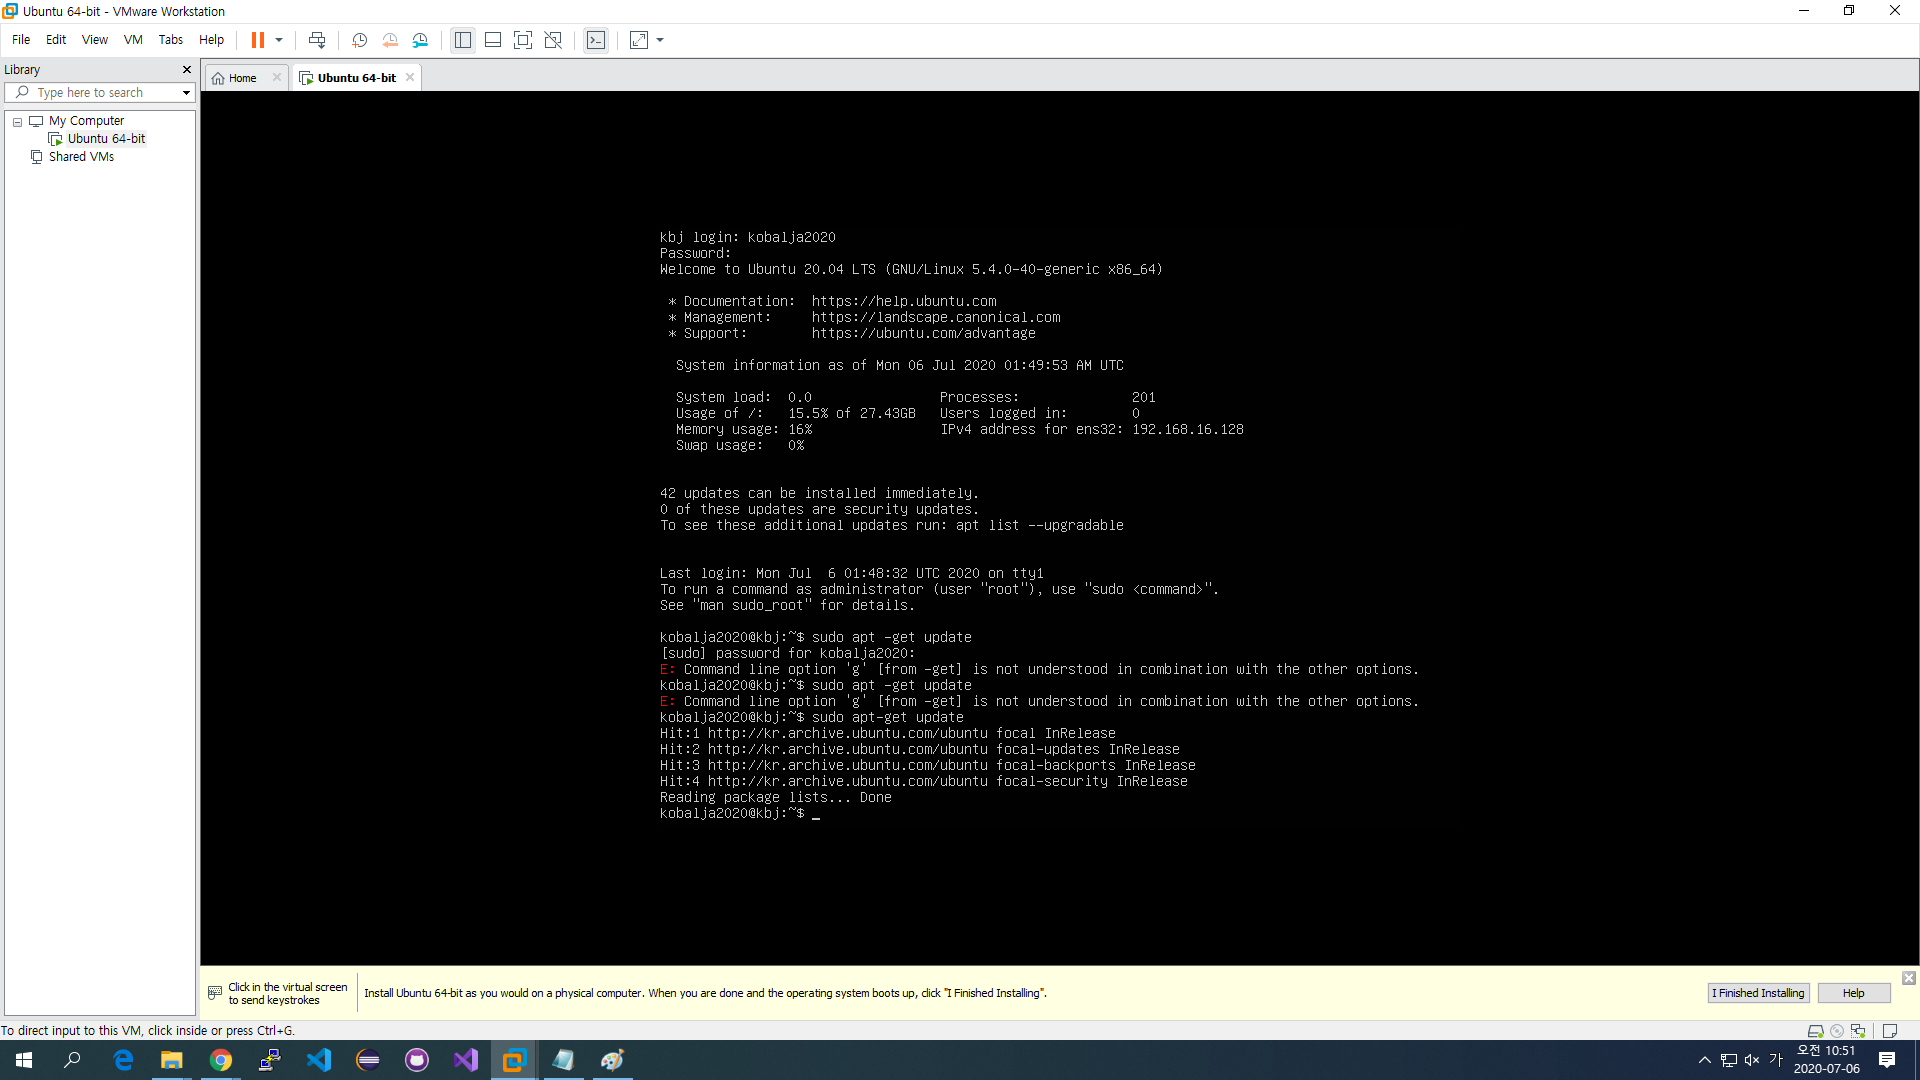 Ubuntu 64-bit - VMware Workstation
File Edit View VM Tabs Help
Library
Type here to search
My Computer
Ubuntu 64-bit
Shared VMs
Home
Ubuntu 64-bit
kbj login: kobalja2020
Password:
Welcome to Ubuntu 20.04 LTS (GNU/Linux 5.4.0-40-generic x86_64)
* Documentation: https://help.ubuntu.com
* Management: https://landscape.canonical.com
* Support: https://ubuntu.com/advantage
System information as of Mon 06 Jul 2020 01:49:53 AM UTC
System load: 0.0 Processes: 201
Usage of /: 15.5% of 27.43GB Users logged in: 0
Memory usage: 16% IPv4 address for ens32: 192.168.16.128
Swap usage: 0%
42 updates can be installed immediately.
0 of these updates are security updates.
To see these additional updates run: apt list --upgradable
Last login: Mon Jul 6 01:48:32 UTC 2020 on tty1
To run a command as administrator (user "root"), use "sudo <command>".
See "man sudo_root" for details.
kobalja2020@kbj:~$ sudo apt -get update
[sudo] password for kobalja2020:
E: Command line option 'g' [from -get] is not understood in combination with the other options.
kobalja2020@kbj:~$ sudo apt -get update
E: Command line option 'g' [from -get] is not understood in combination with the other options.
kobalja2020@kbj:~$ sudo apt-get update
Hit:1 http://kr.archive.ubuntu.com/ubuntu focal InRelease
Hit:2 http://kr.archive.ubuntu.com/ubuntu focal-updates InRelease
Hit:3 http://kr.archive.ubuntu.com/ubuntu focal-backports InRelease
Hit:4 http://kr.archive.ubuntu.com/ubuntu focal-security InRelease
Reading package lists... Done
kobalja2020@kbj:~$ _
Click in the virtual screen
to send keystrokes
Install Ubuntu 64-bit as you would on a physical computer. When you are done and the operating system boots up, click "I Finished Installing".
I Finished Installing
Help
To direct input to this VM, click inside or press Ctrl+G.
가
오전 10:51
2020-07-06